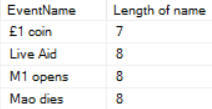 EventName Length of name
£1 coin 7
Live Aid 8
M1 opens 8
Mao dies 8